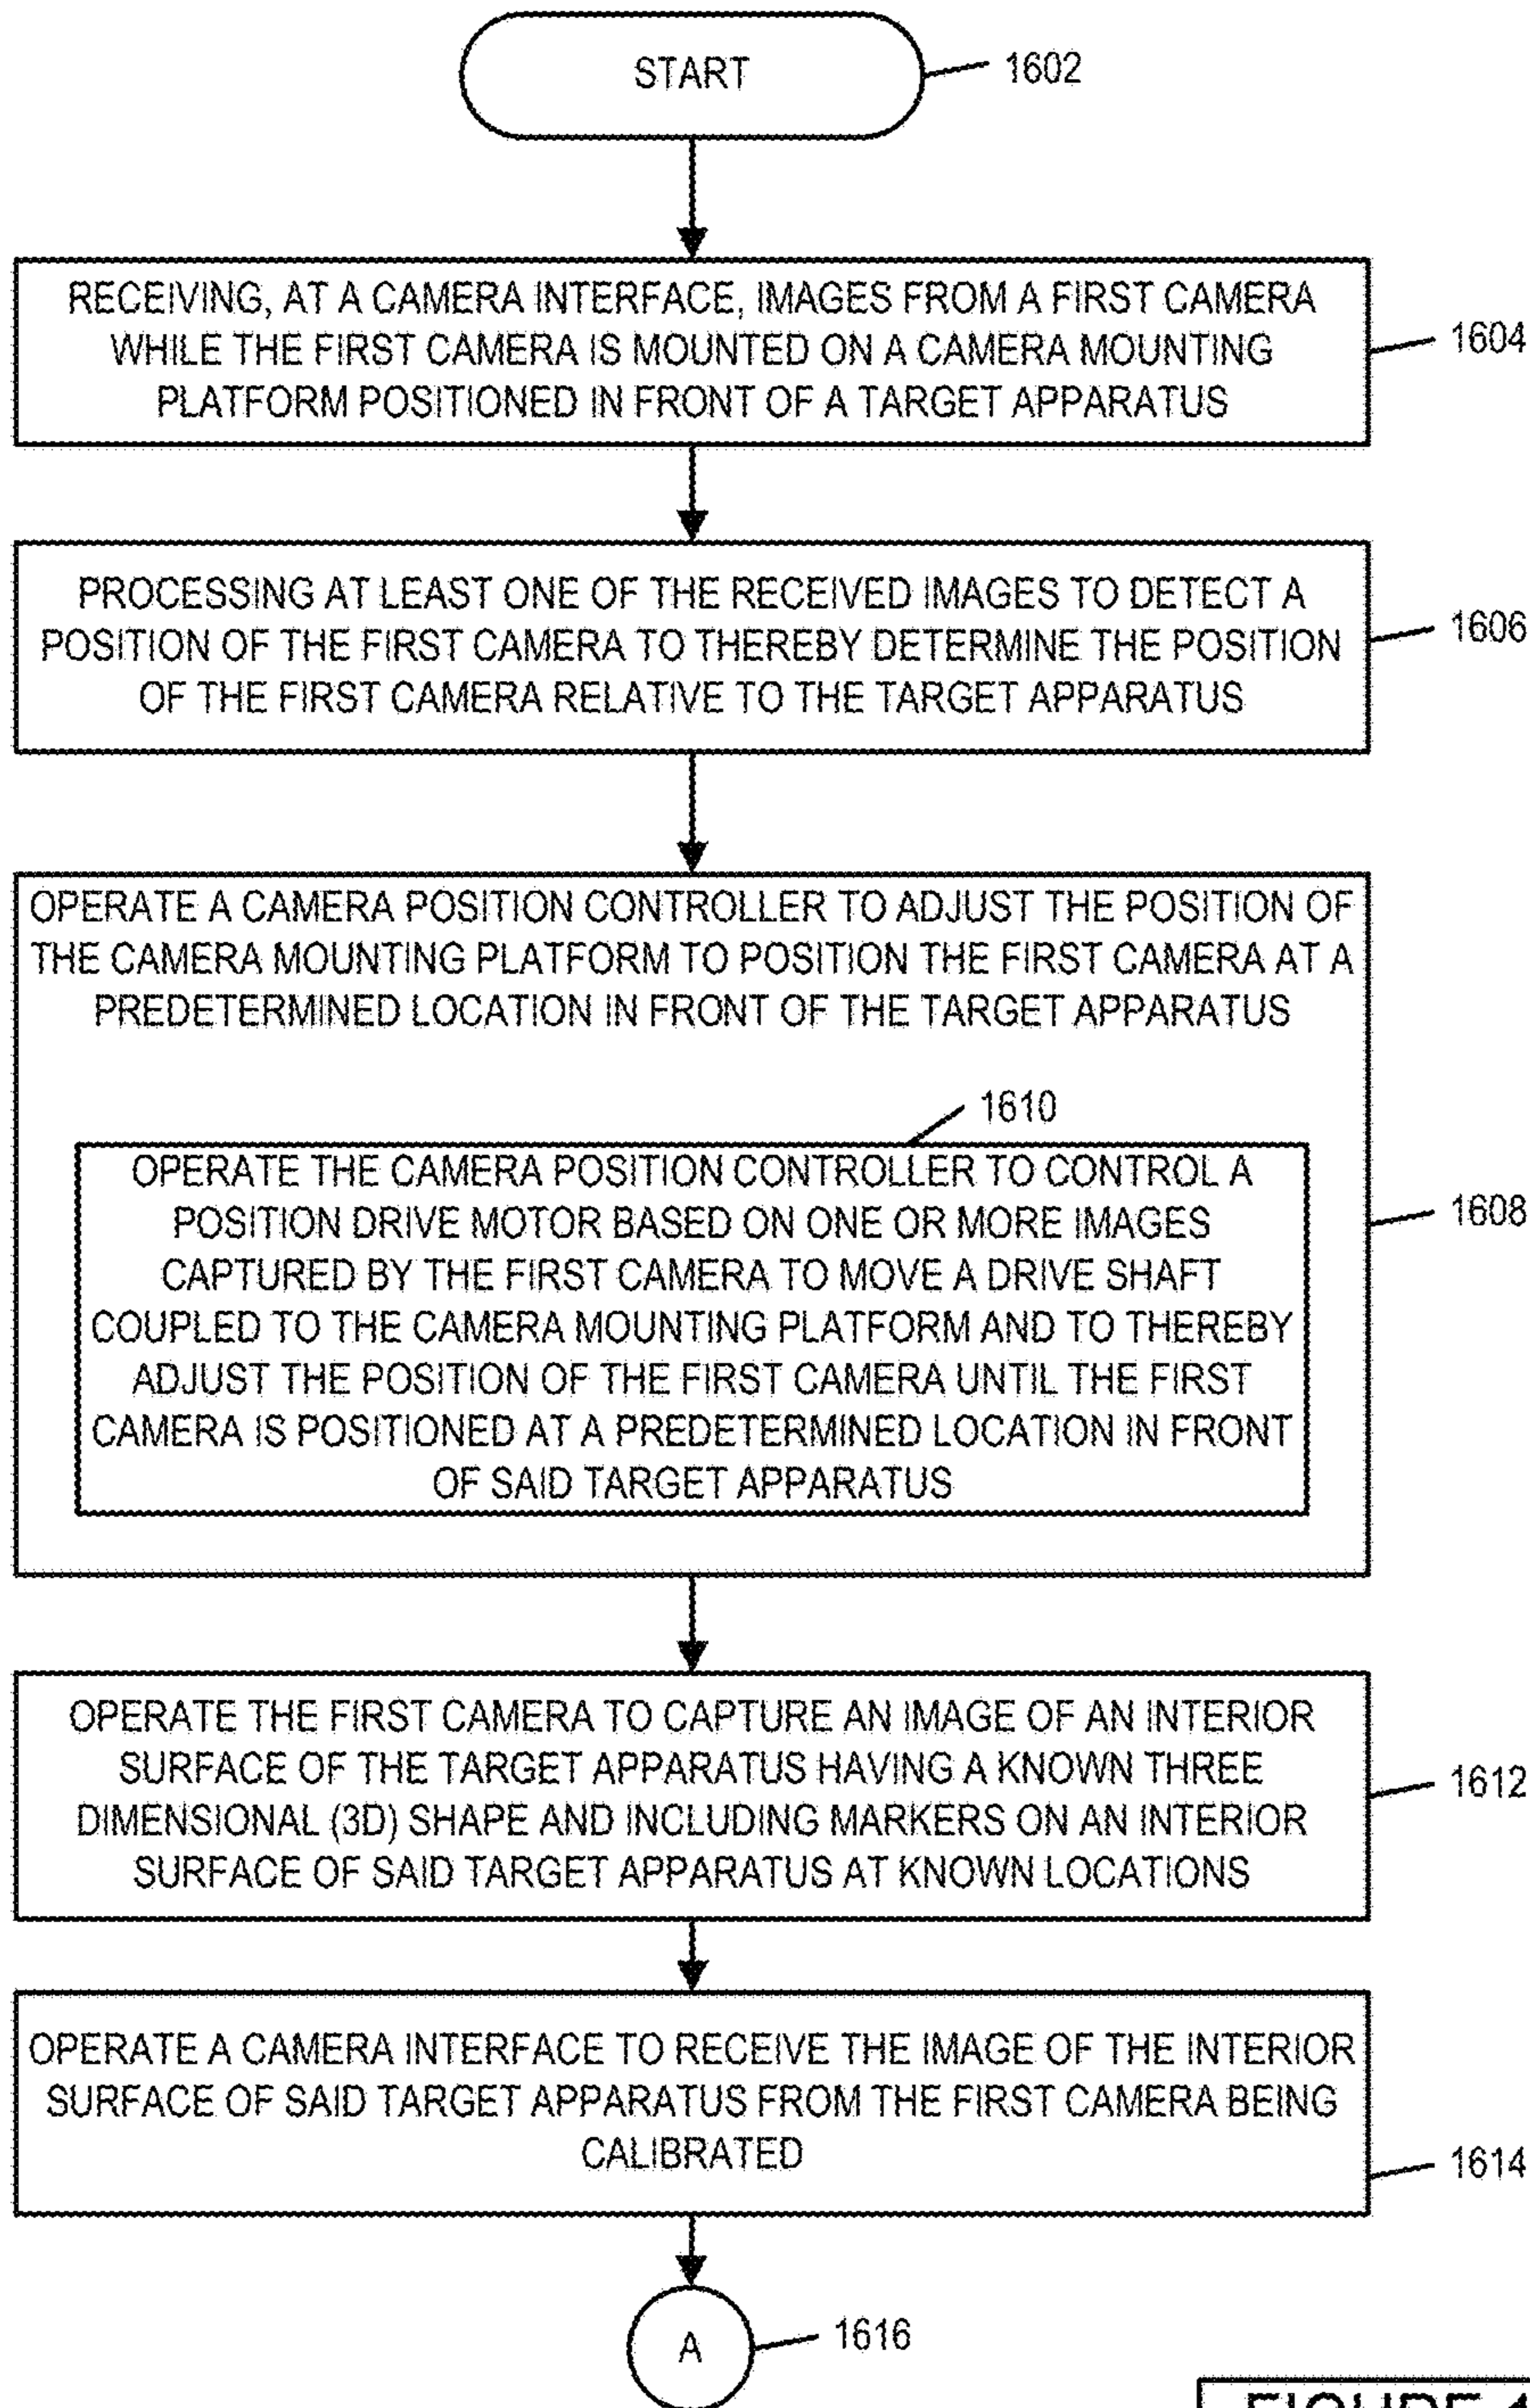 START
1602
RECEIVING, AT A CAMERA INTERFACE, IMAGES FROM A FIRST CAMERA
WHILE THE FIRST CAMERA IS MOUNTED ON A CAMERA MOUNTING
PLATFORM POSITIONED IN FRONT OF A TARGET APPARATUS
1604
PROCESSING AT LEAST ONE OF THE RECEIVED IMAGES TO DETECT A
POSITION OF THE FIRST CAMERA TO THEREBY DETERMINE THE POSITION
OF THE FIRST CAMERA RELATIVE TO THE TARGET APPARATUS
1606
OPERATE A CAMERA POSITION CONTROLLER TO ADJUST THE POSITION OF
THE CAMERA MOUNTING PLATFORM TO POSITION THE FIRST CAMERA AT A
PREDETERMINED LOCATION IN FRONT OF THE TARGET APPARATUS
1610
OPERATE THE CAMERA POSITION CONTROLLER TO CONTROL A
POSITION DRIVE MOTOR BASED ON ONE OR MORE IMAGES
CAPTURED BY THE FIRST CAMERA TO MOVE A DRIVE SHAFT
COUPLED TO THE CAMERA MOUNTING PLATFORM AND TO THEREBY
ADJUST THE POSITION OF THE FIRST CAMERA UNTIL THE FIRST
CAMERA IS POSITIONED AT A PREDETERMINED LOCATION IN FRONT
OF SAID TARGET APPARATUS
1608
OPERATE THE FIRST CAMERA TO CAPTURE AN IMAGE OF AN INTERIOR
SURFACE OF THE TARGET APPARATUS HAVING A KNOWN THREE
DIMENSIONAL (3D) SHAPE AND INCLUDING MARKERS ON AN INTERIOR
SURFACE OF SAID TARGET APPARATUS AT KNOWN LOCATIONS
1612
OPERATE A CAMERA INTERFACE TO RECEIVE THE IMAGE OF THE INTERIOR
SURFACE OF SAID TARGET APPARATUS FROM THE FIRST CAMERA BEING
CALIBRATED
1614
A
1616
FIGURE